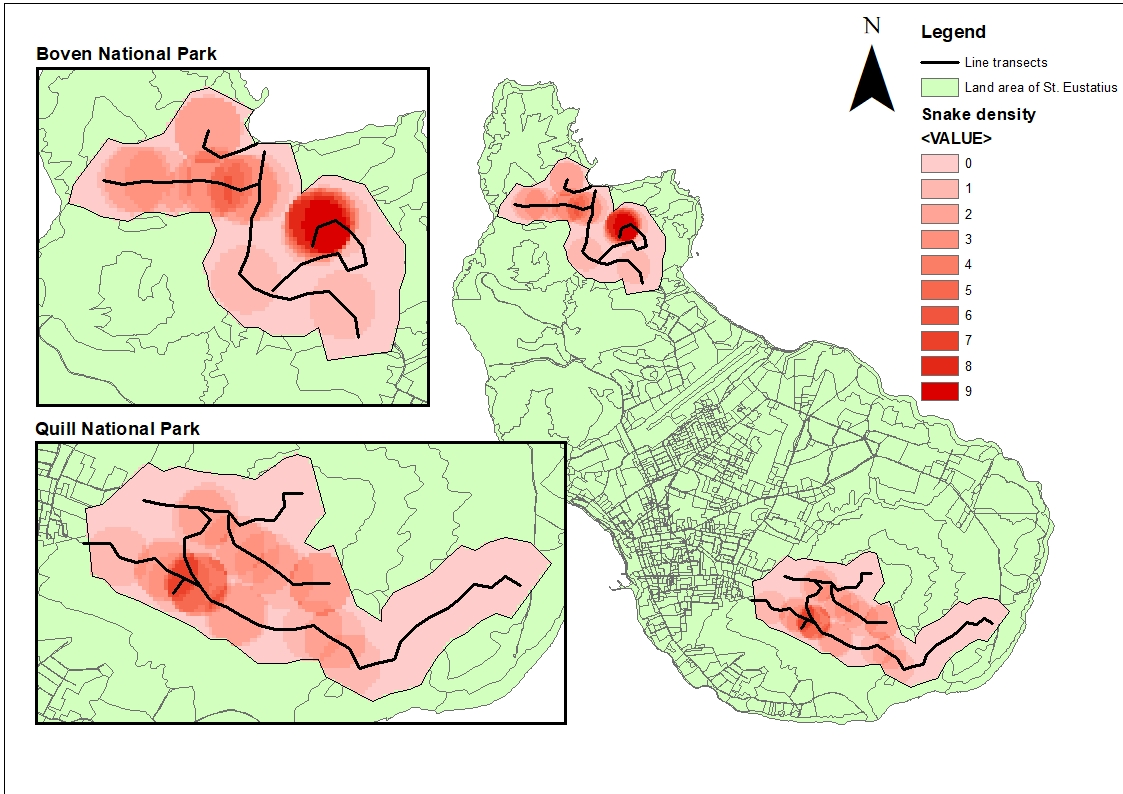 Boven National Park
Quill National Park
N
Legend
Line transects
Land area of St. Eustatius
Snake density
<VALUE>
0
1
2
3
4
5
6
7
8
9